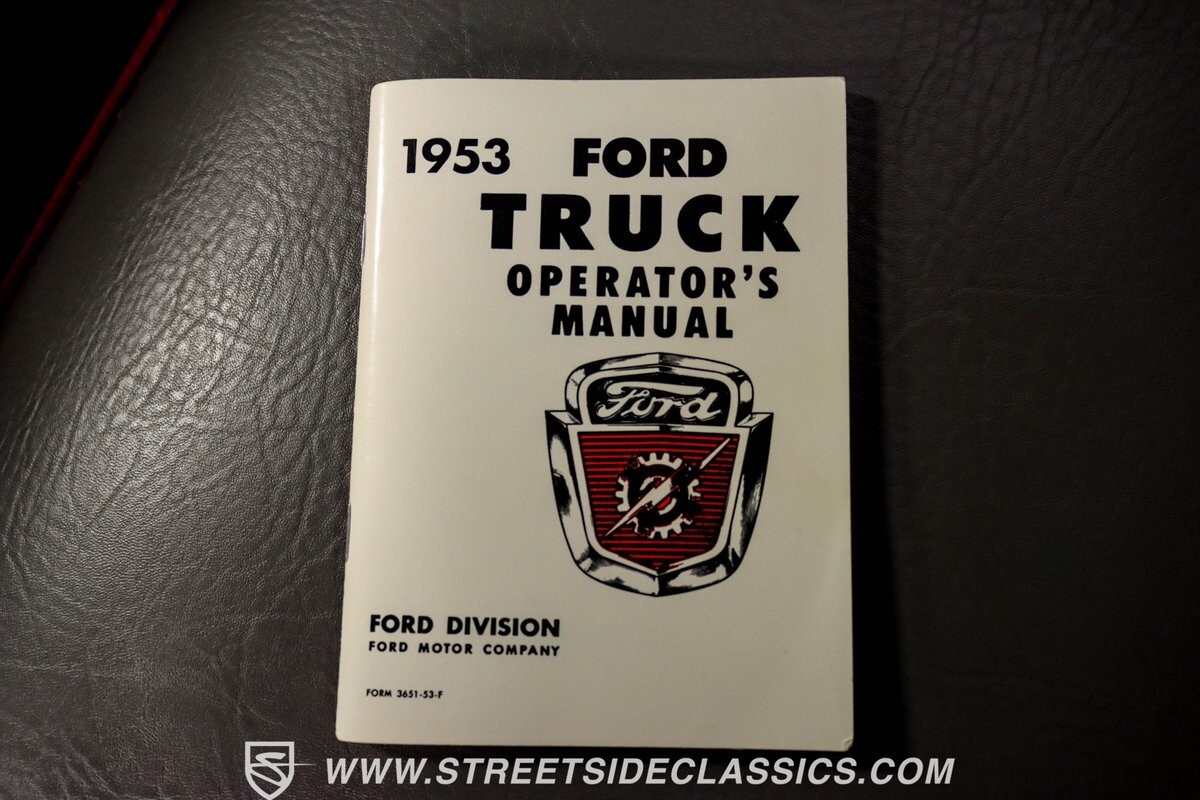 1953 FORD
TRUCK
OPERATOR'S
MANUAL
Ford
FORD DIVISION
FORD MOTOR COMPANY
FORM 3651-53-F
WWW.STREETSIDECLASSICS.COM